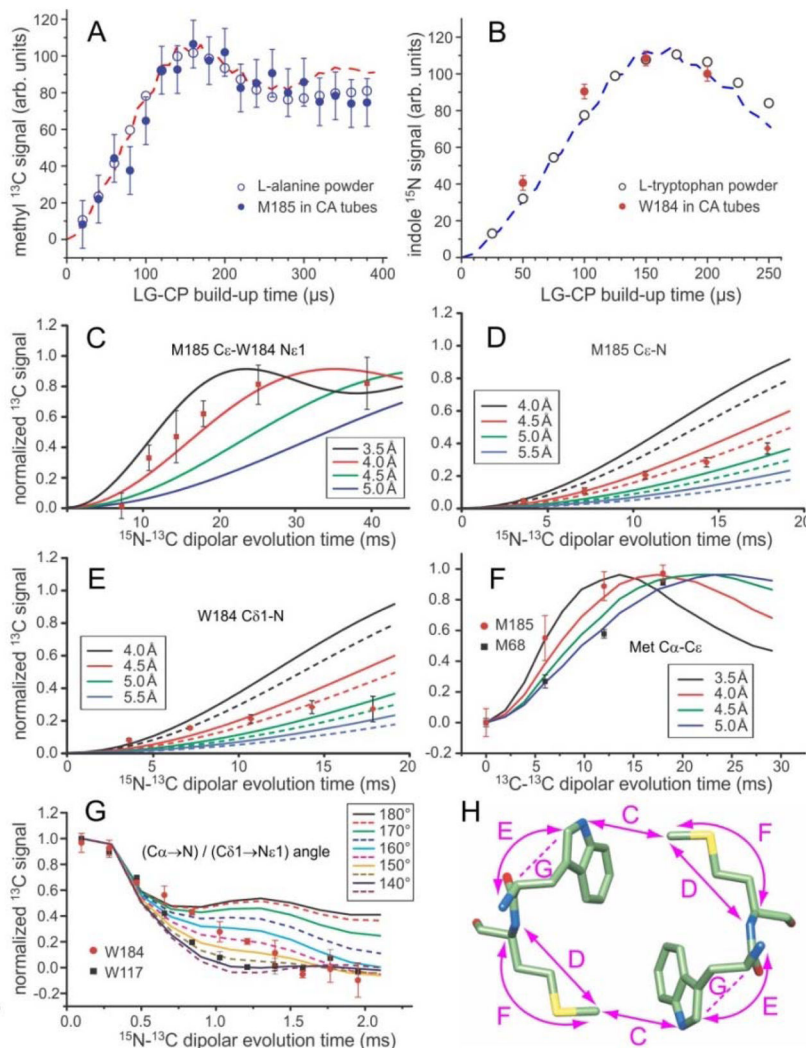 A
methyl ¹³C signal (arb. units)
120
100
80
60
40
20
0
L-alanine powder
M185 in CA tubes
0 100 200 300 400
LG-CP build-up time (µs)
B
indole ¹⁵N signal (arb. units)
120
100
80
60
40
20
0
L-tryptophan powder
W184 in CA tubes
0 50 100 150 200 250
LG-CP build-up time (µs)
C
M185 Cε-W184 Nε1
normalized ¹³C signal
1.2
1.0
0.8
0.6
0.4
0.2
0.0
3.5Å
4.0Å
4.5Å
5.0Å
10 20 30 40
¹⁵N-¹³C dipolar evolution time (ms)
D
M185 Cε-N
1.2
1.0
0.8
0.6
0.4
0.2
0.0
4.0Å
4.5Å
5.0Å
5.5Å
0 5 10 15 20
¹⁵N-¹³C dipolar evolution time (ms)
E
W184 Cδ1-N
normalized ¹³C signal
1.2
1.0
0.8
0.6
0.4
0.2
0.0
4.0Å
4.5Å
5.0Å
5.5Å
0 5 10 15 20
¹⁵N-¹³C dipolar evolution time (ms)
F
1.2
1.0
0.8
0.6
0.4
0.2
0.0
-0.2
M185
M68
Met Cα-Cε
3.5Å
4.0Å
4.5Å
5.0Å
0 5 10 15 20 25 30
¹³C-¹³C dipolar evolution time (ms)
G
(Cα→N) / (Cδ1→Nε1) angle
normalized ¹³C signal
1.2
1.0
0.8
0.6
0.4
0.2
0.0
-0.2
180°
170°
160°
150°
140°
W184
W117
0.0 0.5 1.0 1.5 2.0
¹⁵N-¹³C dipolar evolution time (ms)
H
E C F
G D
D G
F C E